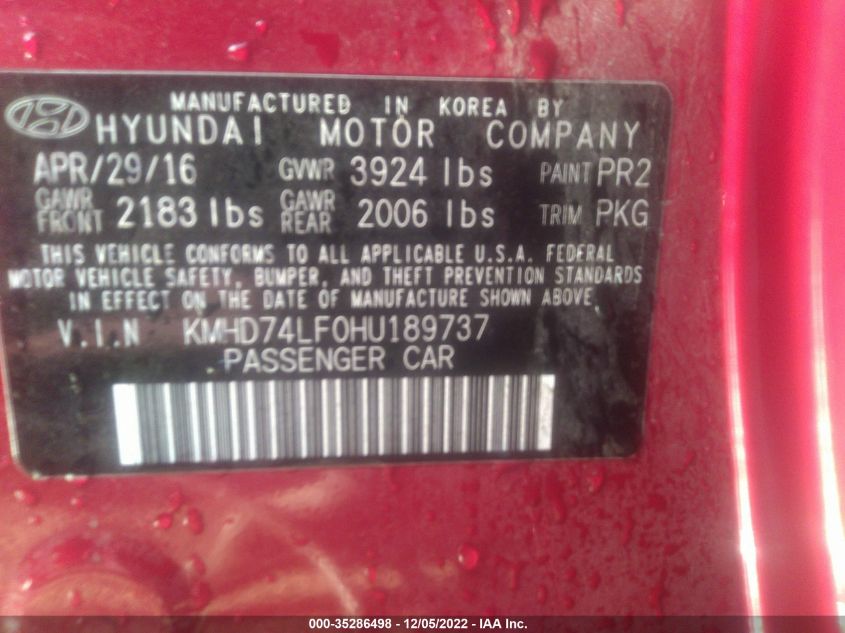 MANUFACTURED IN KOREA BY
HYUNDAI MOTOR COMPANY
APR/29/16 GVWR 3924 lbs PAINT PR2
GAWR FRONT 2183 lbs GAWR REAR 2006 lbs TRIM PKG
THIS VEHICLE CONFORMS TO ALL APPLICABLE U.S.A. FEDERAL
MOTOR VEHICLE SAFETY, BUMPER, AND THEFT PREVENTION STANDARDS
IN EFFECT ON THE DATE OF MANUFACTURE SHOWN ABOVE.
V.I.N KMHD74LF0HU189737
PASSENGER CAR
000-35286498 - 12/05/2022 - IAA Inc.